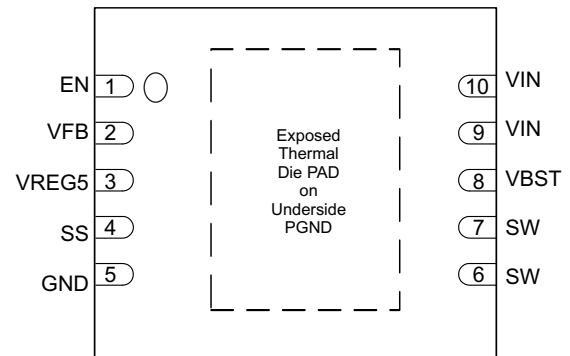 EN 1 10 VIN
VFB 2 9 VIN
VREG5 3 8 VBST
SS 4 7 SW
GND 5 6 SW
Exposed
Thermal
Die PAD
on
Underside
PGND